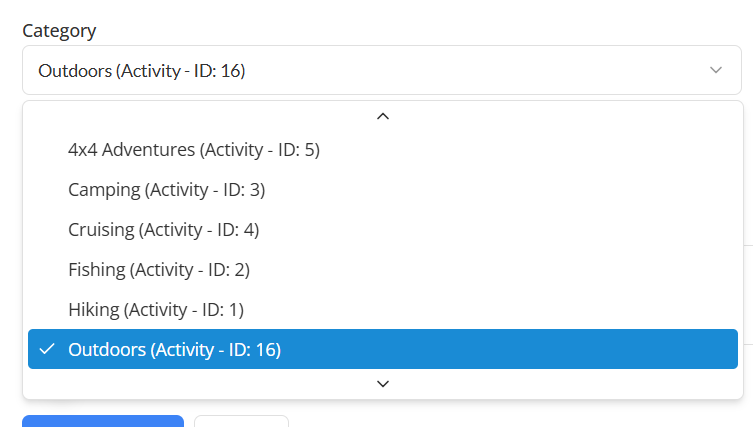 Category
Outdoors (Activity - ID: 16)
4x4 Adventures (Activity - ID: 5)
Camping (Activity - ID: 3)
Cruising (Activity - ID: 4)
Fishing (Activity - ID: 2)
Hiking (Activity - ID: 1)
Outdoors (Activity - ID: 16)